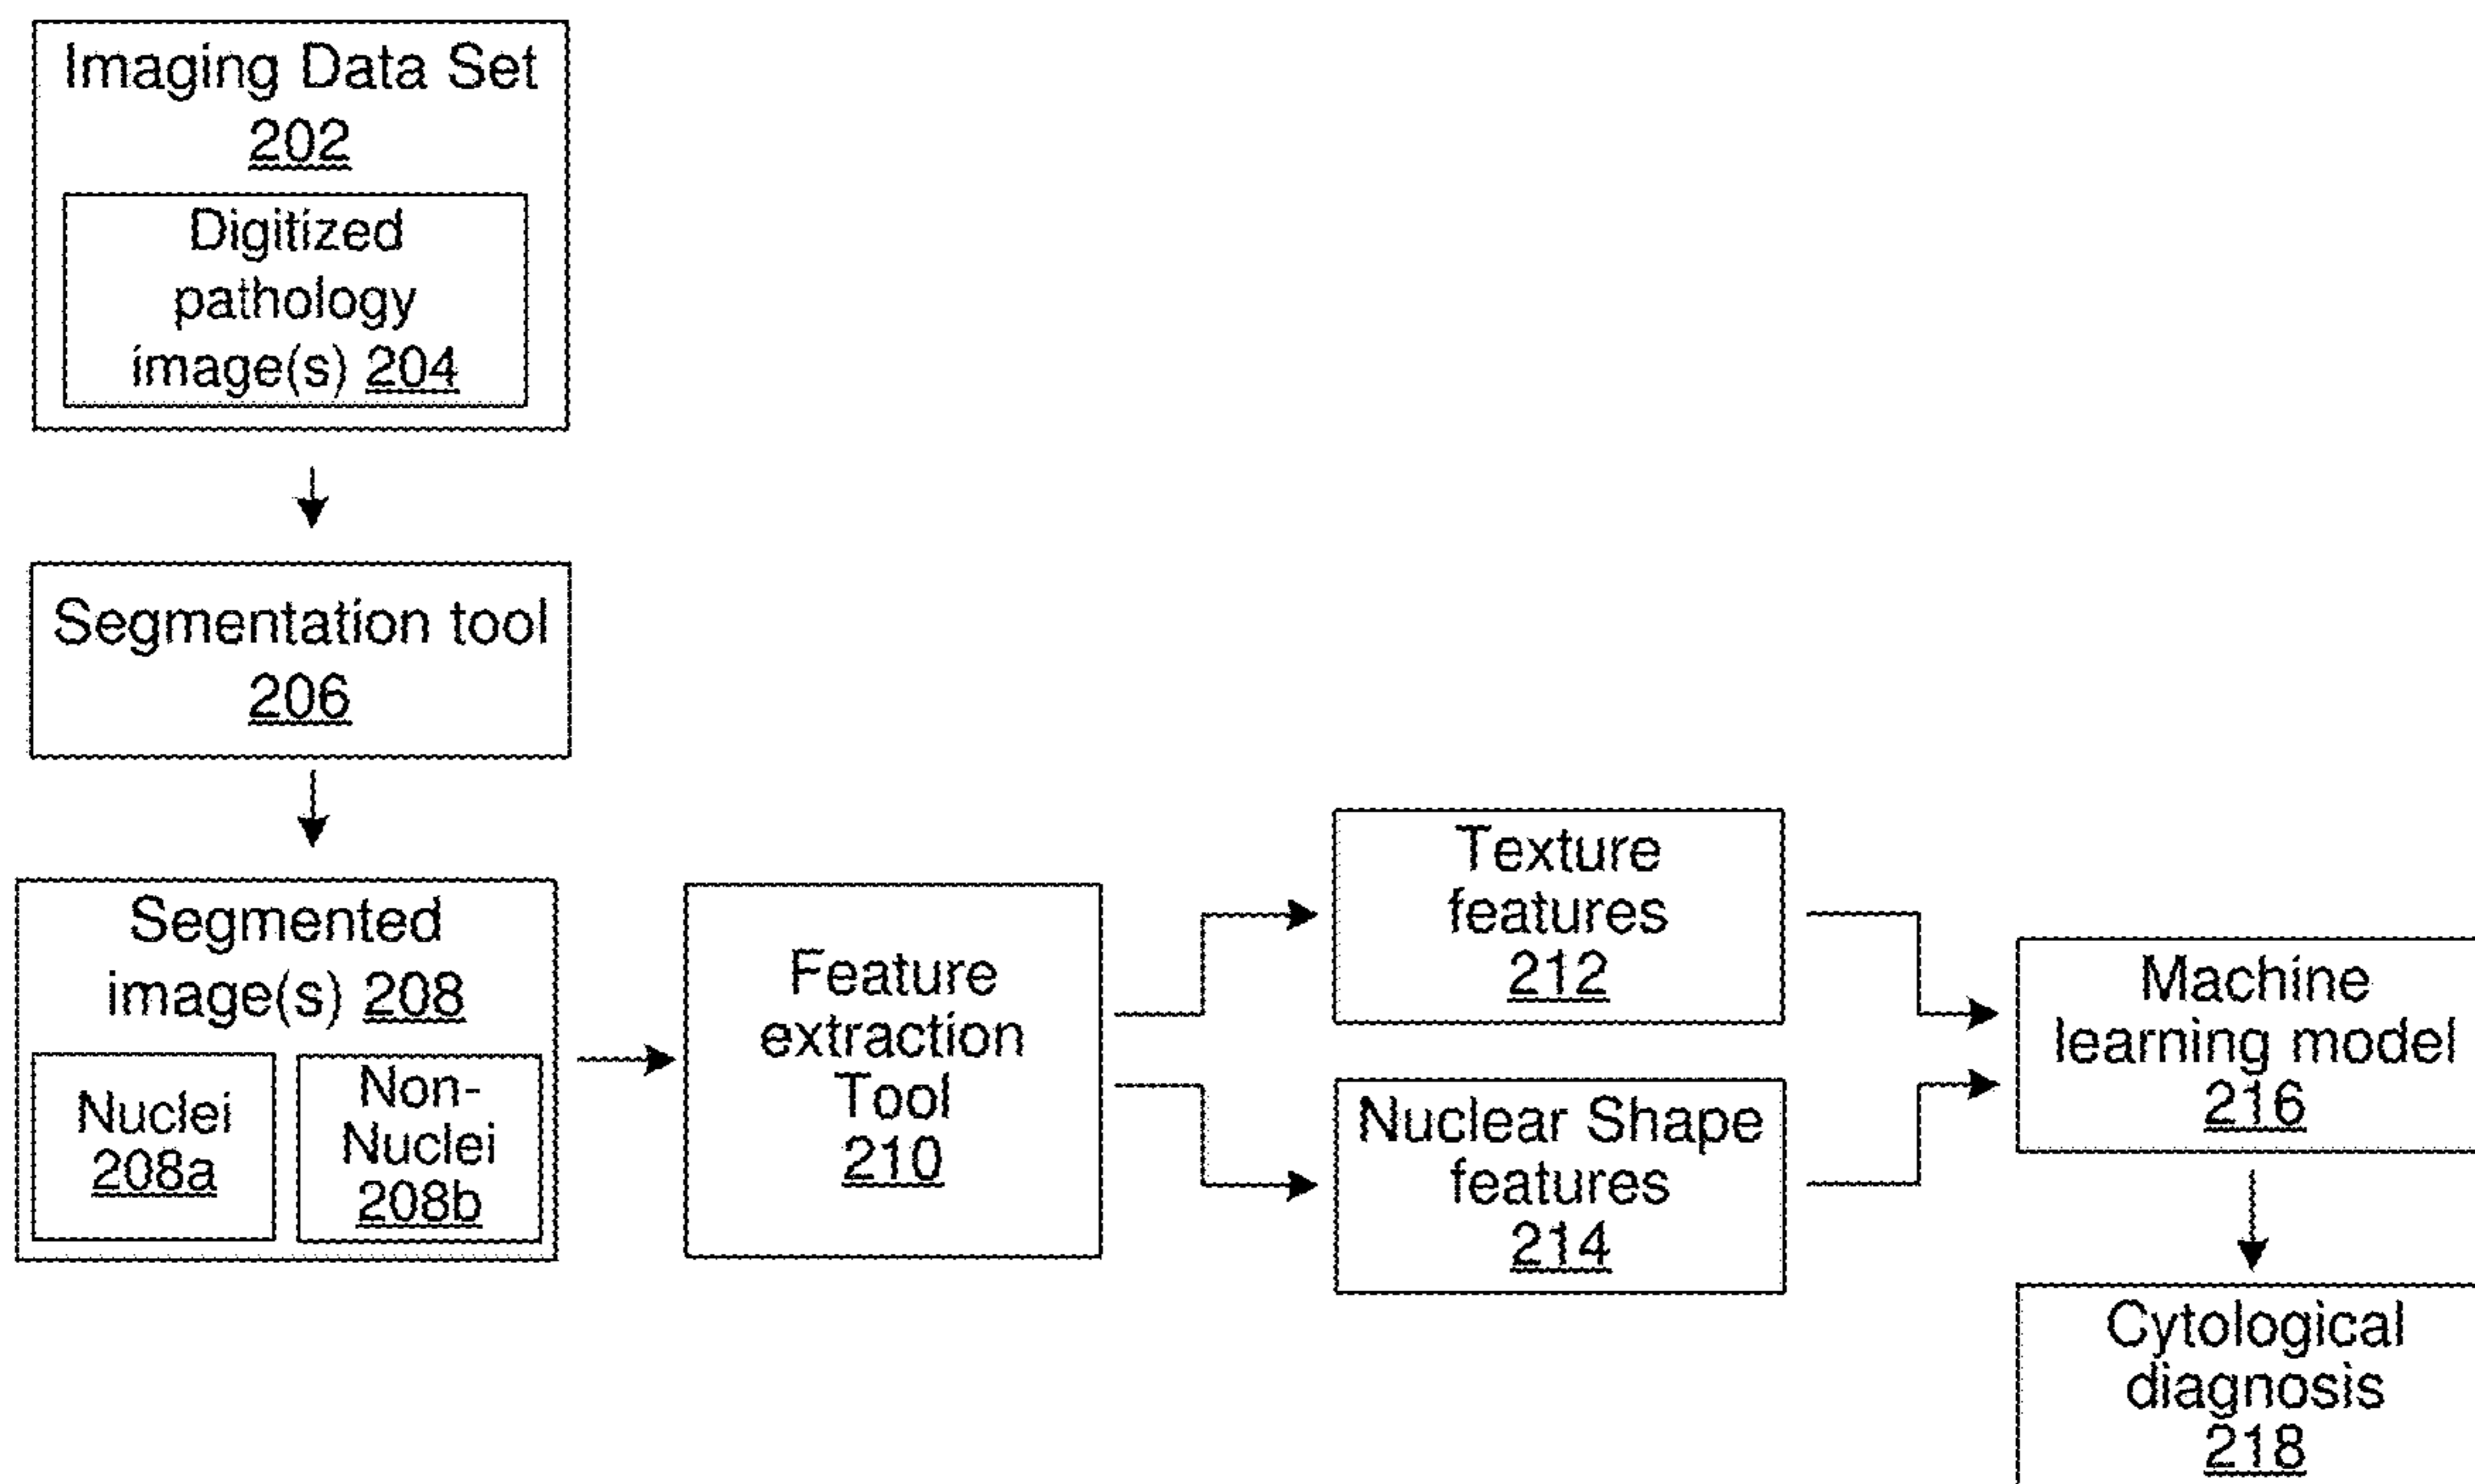 Imaging Data Set
202
Digitized
pathology
image(s) 204
Segmentation tool
206
Segmented
image(s) 208
Nuclei
208a
Non-
Nuclei
208b
Feature
extraction
Tool
210
Texture
features
212
Nuclear Shape
features
214
Machine
learning model
216
Cytological
diagnosis
218